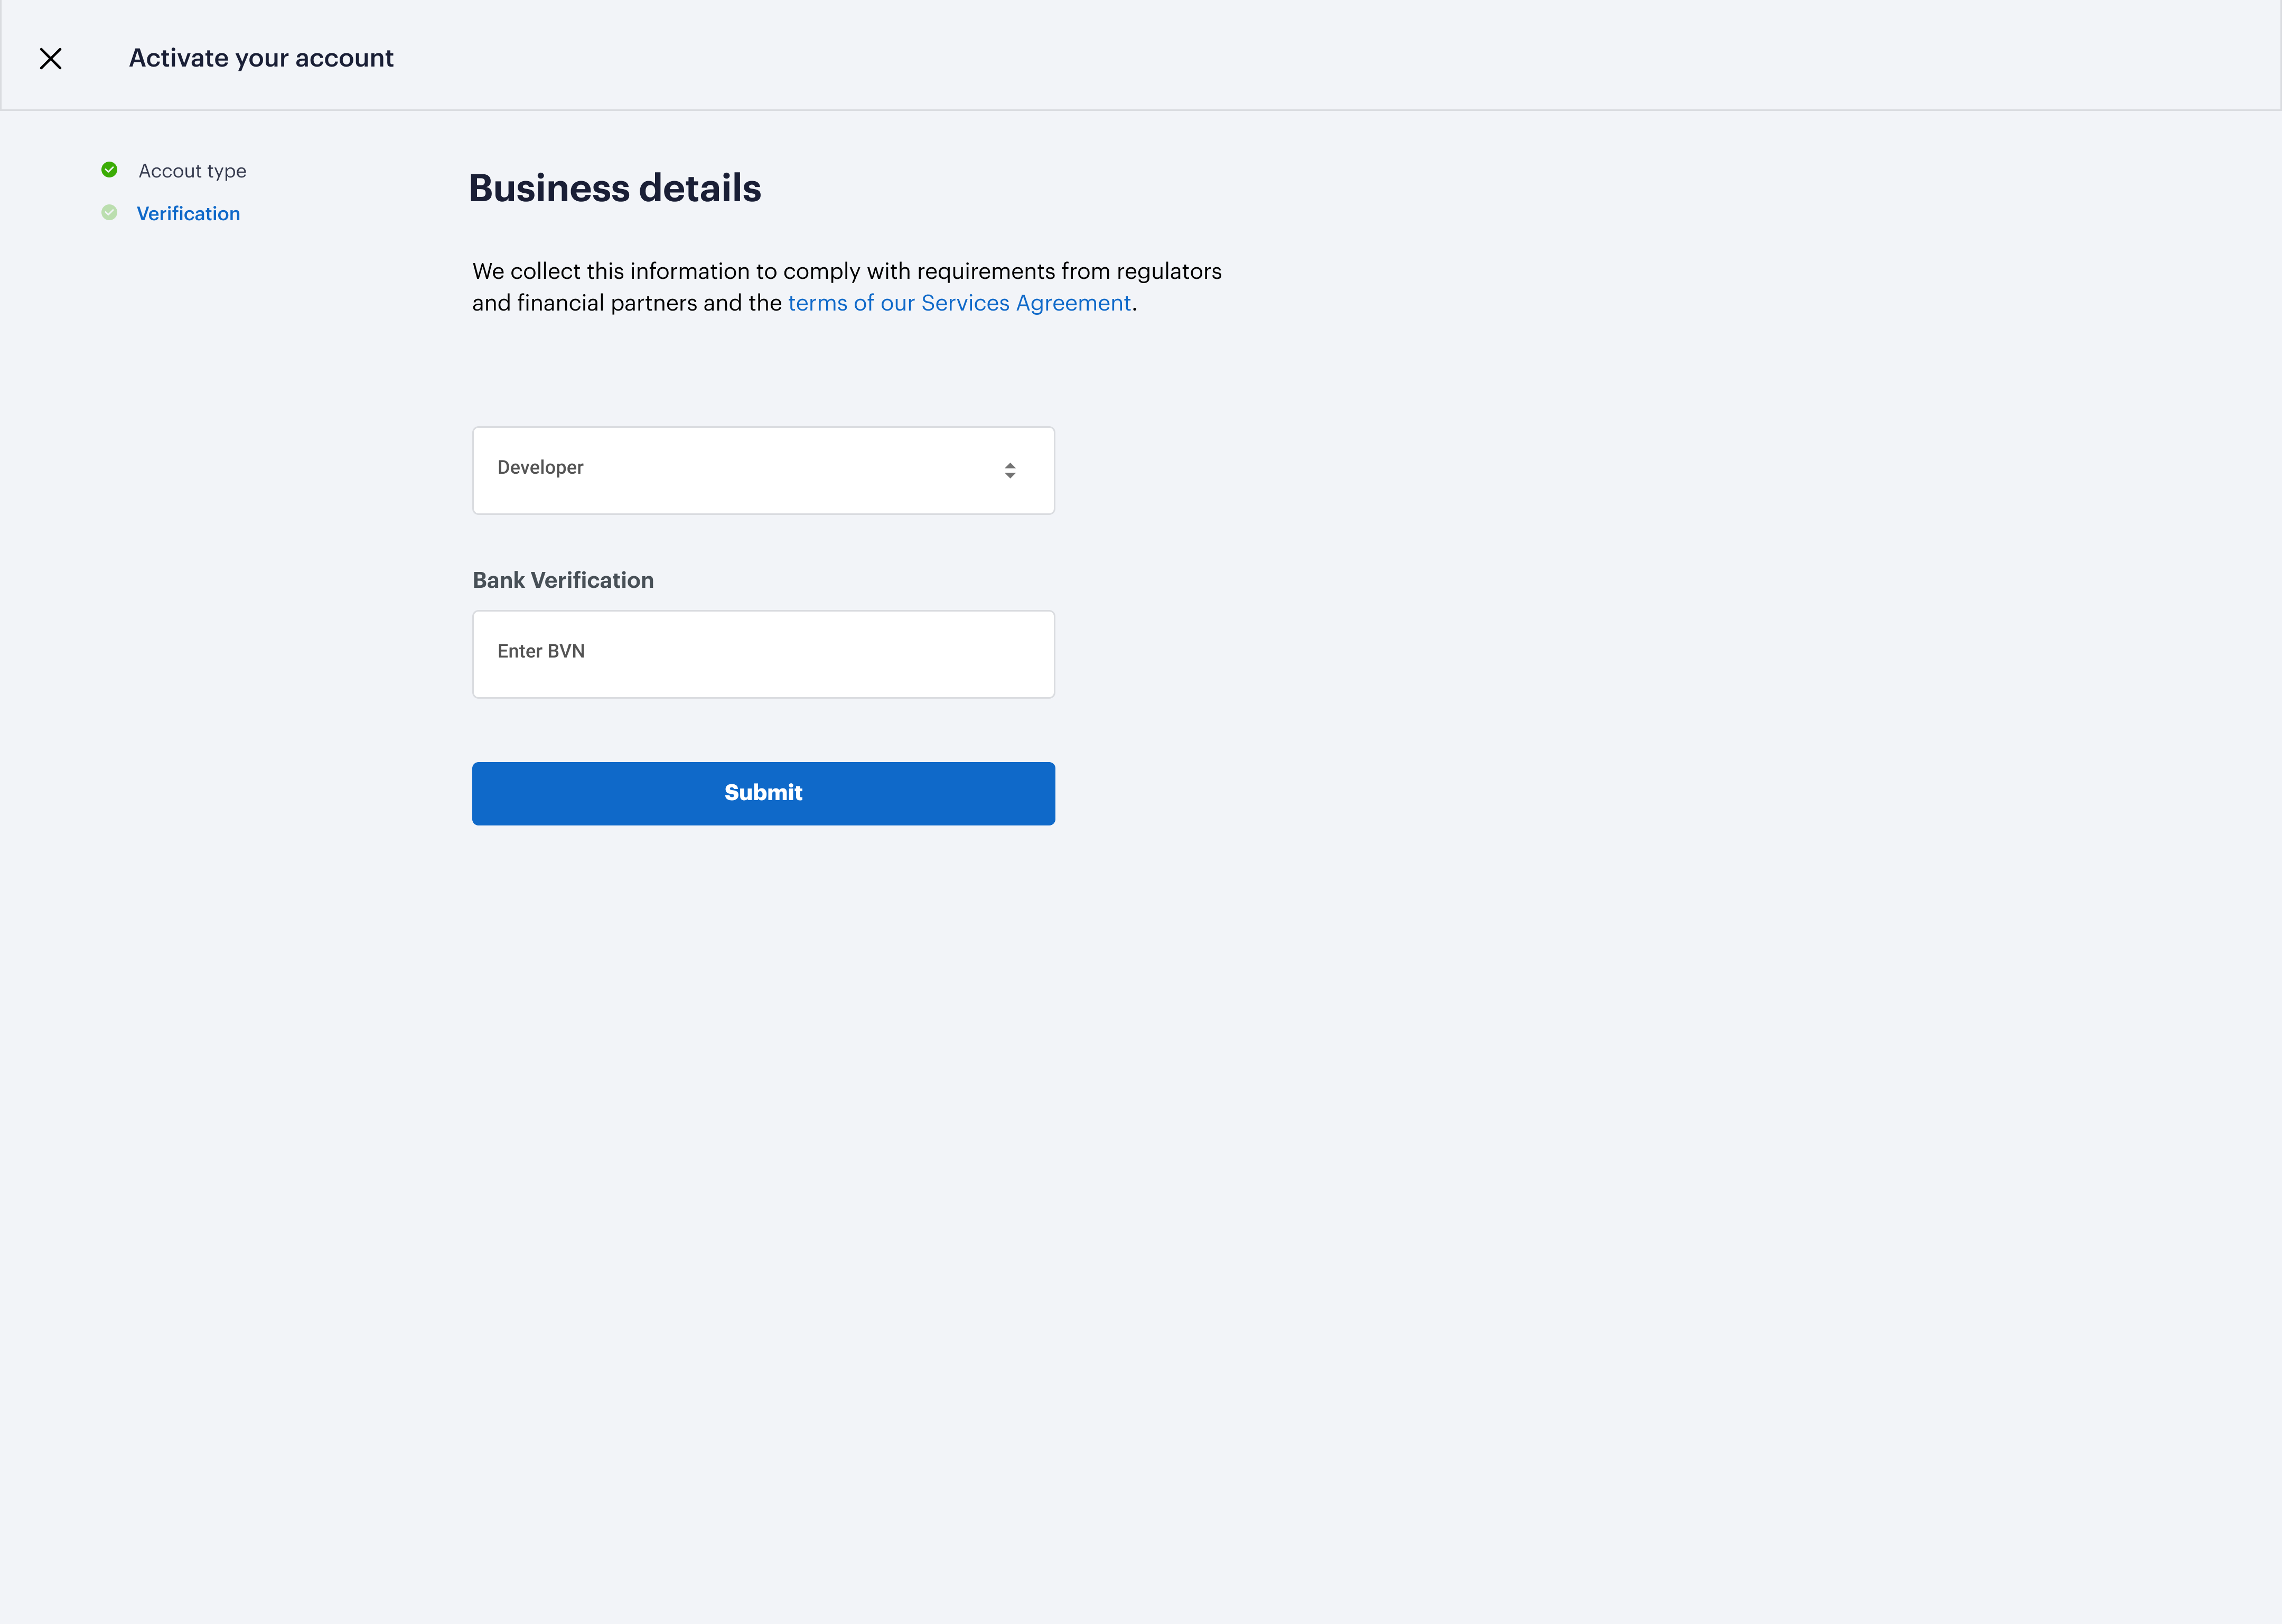 Activate your account
Accout type
Verification
Business details
We collect this information to comply with requirements from regulators
and financial partners and the terms of our Services Agreement.
Developer
Bank Verification
Enter BVN
Submit